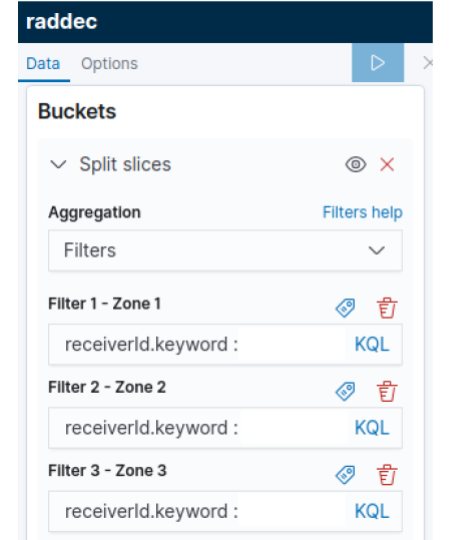 raddec
Data Options
Buckets
Split slices
Aggregation Filters help
Filters
Filter 1 - Zone 1
receiverId.keyword : KQL
Filter 2 - Zone 2
receiverId.keyword : KQL
Filter 3 - Zone 3
receiverId.keyword : KQL